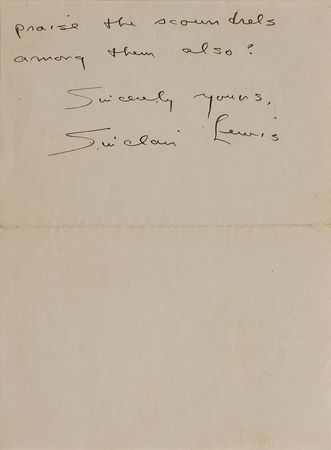 praise the scoundrels
among them also?
Sincerely yours,
Sinclair Lewis